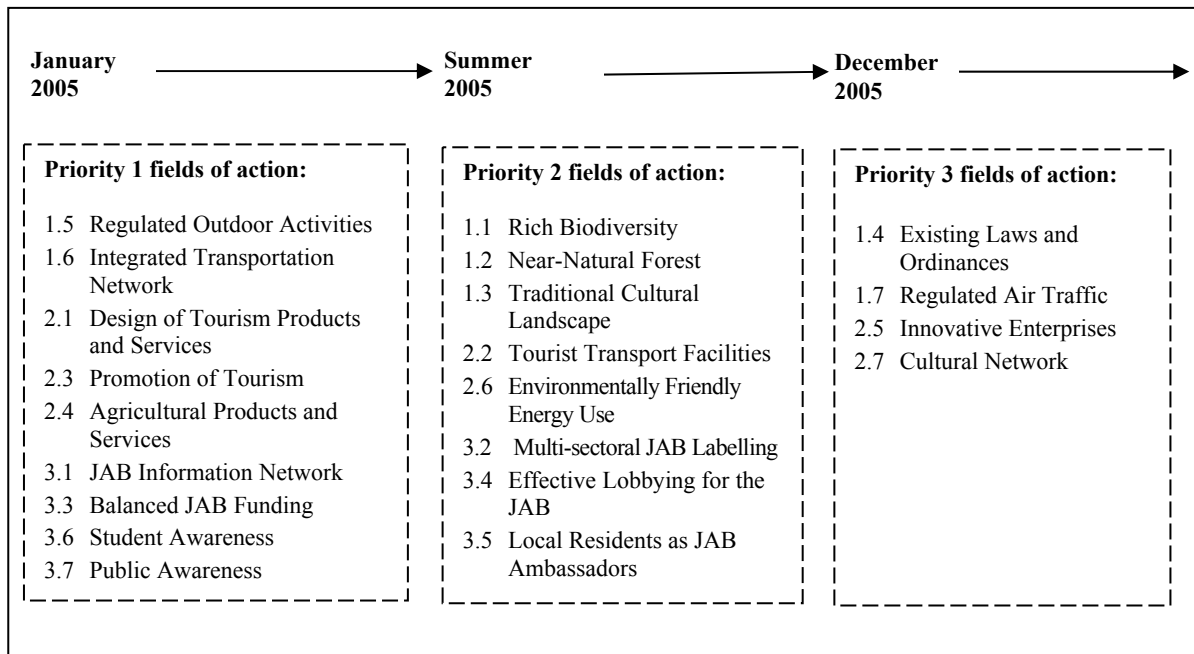 January
2005
Summer
2005
December
2005
Priority 1 fields of action:
1.5 Regulated Outdoor Activities
1.6 Integrated Transportation
Network
2.1 Design of Tourism Products
and Services
2.3 Promotion of Tourism
2.4 Agricultural Products and
Services
3.1 JAB Information Network
3.3 Balanced JAB Funding
3.6 Student Awareness
3.7 Public Awareness
Priority 2 fields of action:
1.1 Rich Biodiversity
1.2 Near-Natural Forest
1.3 Traditional Cultural
Landscape
2.2 Tourist Transport Facilities
2.6 Environmentally Friendly
Energy Use
3.2 Multi-sectoral JAB Labelling
3.4 Effective Lobbying for the
JAB
3.5 Local Residents as JAB
Ambassadors
Priority 3 fields of action:
1.4 Existing Laws and
Ordinances
1.7 Regulated Air Traffic
2.5 Innovative Enterprises
2.7 Cultural Network